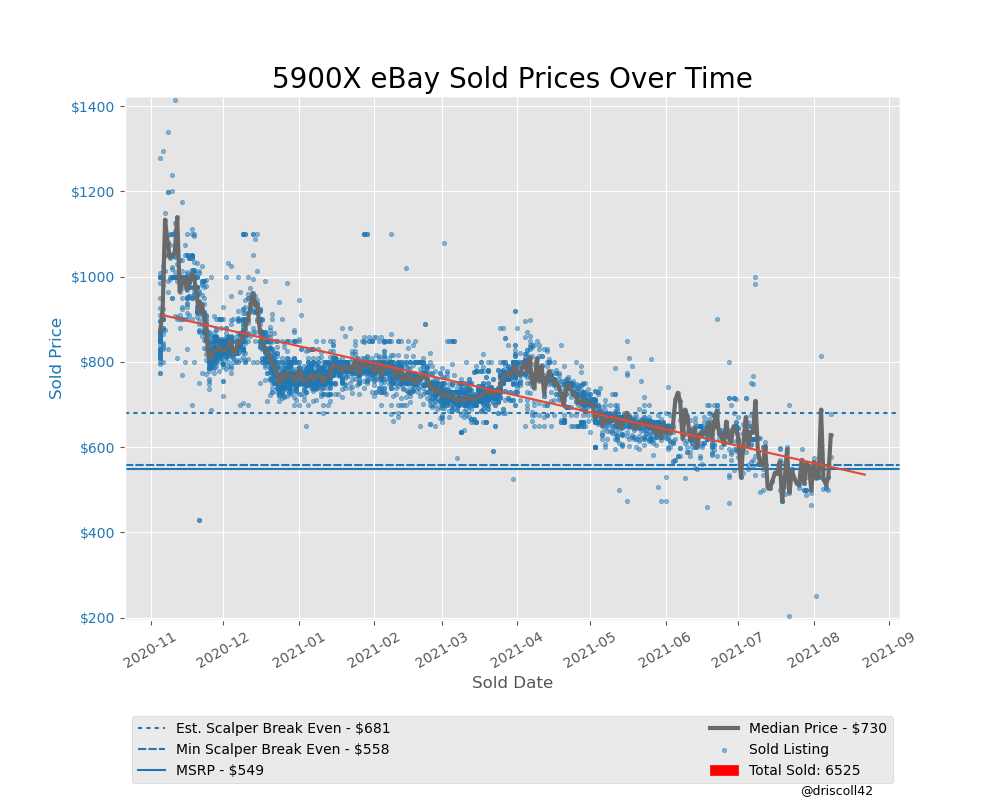 5900X eBay Sold Prices Over Time
$1400
$1200
$1000
$800
$600
$400
$200
Sold Price
2020-11
2020-12
2021-01
2021-02
2021-03
2021-04
2021-05
2021-06
2021-07
2021-08
2021-09
Sold Date
Est. Scalper Break Even - $681
Min Scalper Break Even - $558
MSRP - $549
Median Price - $730
Sold Listing
Total Sold: 6525
@driscoll42